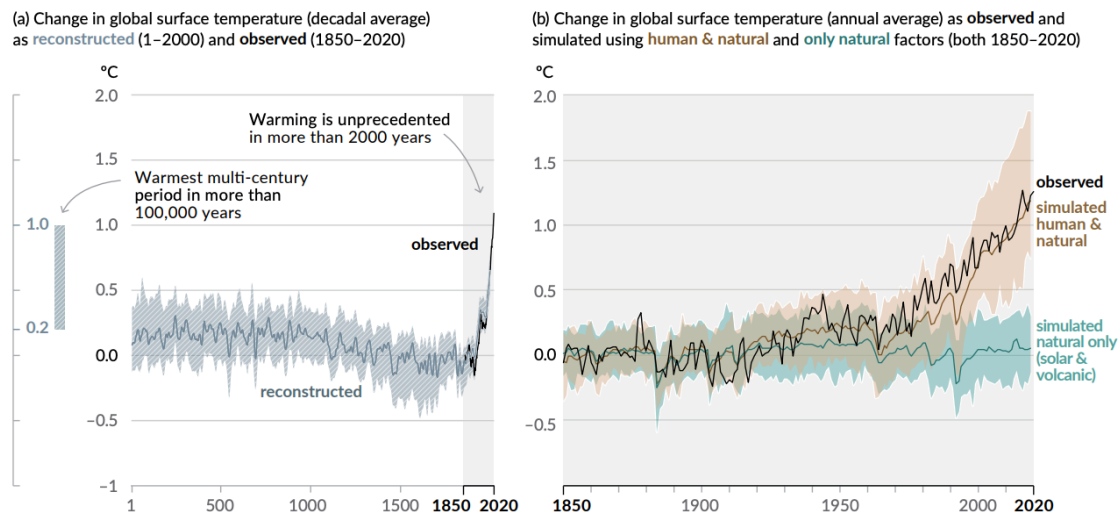 (a) Change in global surface temperature (decadal average)
as reconstructed (1–2000) and observed (1850–2020)
°C
2.0
1.5
1.0
0.5
0.0
−0.5
−1
1.0
0.2
Warming is unprecedented
in more than 2000 years
Warmest multi-century
period in more than
100,000 years
observed
reconstructed
1
500
1000
1500
1850
2020
(b) Change in global surface temperature (annual average) as observed and
simulated using human & natural and only natural factors (both 1850–2020)
°C
2.0
1.5
1.0
0.5
0.0
−0.5
observed
simulated
human &
natural
simulated
natural only
(solar &
volcanic)
1850
1900
1950
2000
2020